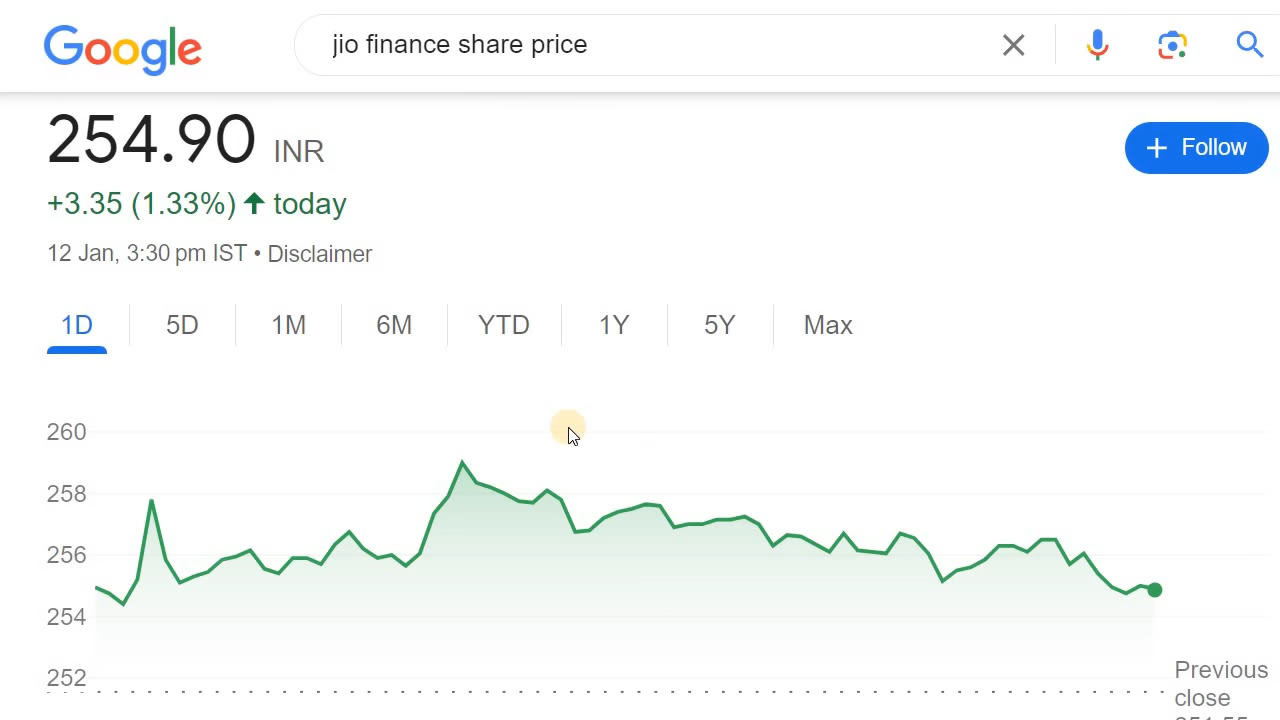 Google
jio finance share price
254.90 INR
+ Follow
+3.35 (1.33%) ↑ today
12 Jan, 3:30 pm IST • Disclaimer
1D 5D 1M 6M YTD 1Y 5Y Max
260
258
256
254
252
Previous
close